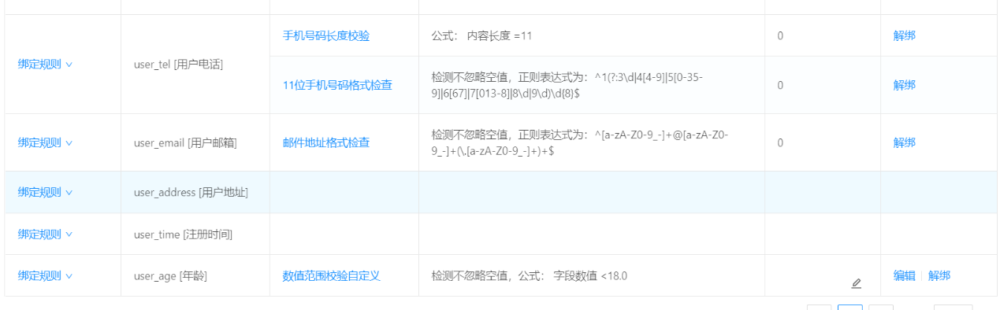 手机号码长度校验
公式： 内容长度 =11
0
解绑
绑定规则
user_tel [用户电话]
11位手机号码格式检查
检测不忽略空值，正则表达式为：^1(?:3\d|4[4-9]|5[0-35-
9]|6[67]|7[013-8]|8\d|9\d)\d{8}$
0
解绑
绑定规则
user_email [用户邮箱]
邮件地址格式检查
检测不忽略空值，正则表达式为：^[a-zA-Z0-9_-]+@[a-zA-Z0-
9_-]+(\.[a-zA-Z0-9_-]+)+$
0
解绑
绑定规则
user_address [用户地址]
绑定规则
user_time [注册时间]
绑定规则
user_age [年龄]
数值范围校验自定义
检测不忽略空值，公式： 字段数值 <18.0
编辑
解绑